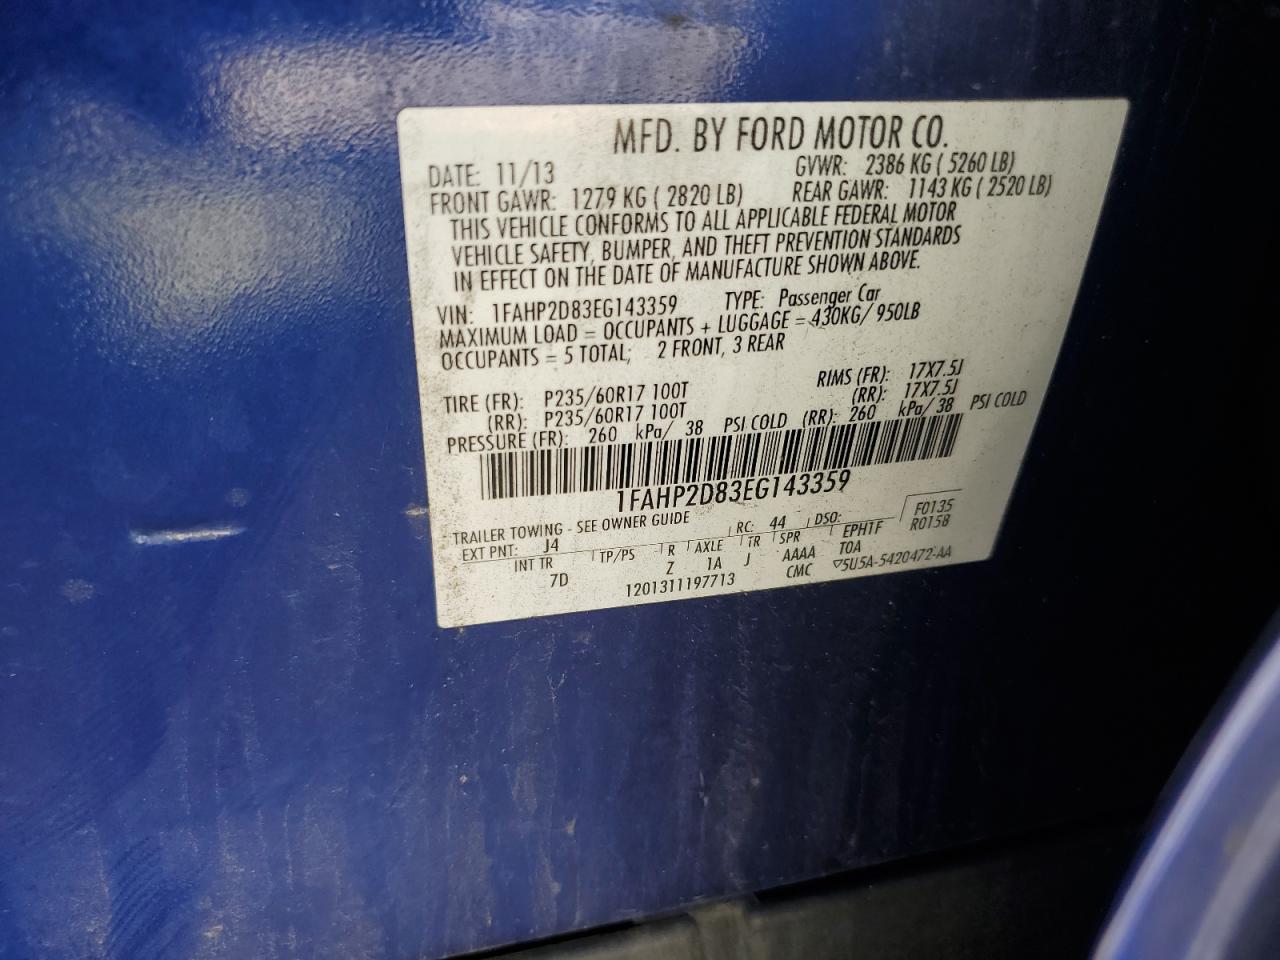 MFD. BY FORD MOTOR CO.
DATE: 11/13 GVWR: 2386 KG ( 5260 LB)
FRONT GAWR: 1279 KG ( 2820 LB) REAR GAWR: 1143 KG ( 2520 LB)
THIS VEHICLE CONFORMS TO ALL APPLICABLE FEDERAL MOTOR
VEHICLE SAFETY, BUMPER, AND THEFT PREVENTION STANDARDS
IN EFFECT ON THE DATE OF MANUFACTURE SHOWN ABOVE.
VIN: 1FAHP2D83EG143359 TYPE: Passenger Car
MAXIMUM LOAD = OCCUPANTS + LUGGAGE = 430KG/ 950LB
OCCUPANTS = 5 TOTAL; 2 FRONT, 3 REAR
TIRE (FR): P235/60R17 100T RIMS (FR): 17X7.5J
(RR): P235/60R17 100T (RR): 17X7.5J
PRESSURE (FR): 260 kPa/ 38 PSI COLD (RR): 260 kPa/ 38 PSI COLD
1FAHP2D83EG143359
TRAILER TOWING - SEE OWNER GUIDE RC: 44 DSO: F0135
EXT PNT: J4 EPHTF R0158
INT TR TP/PS R AXLE TR SPR TOA
7D Z 1A J AAAA
1201311197713 CMC ▽5U5A-5420472-AA